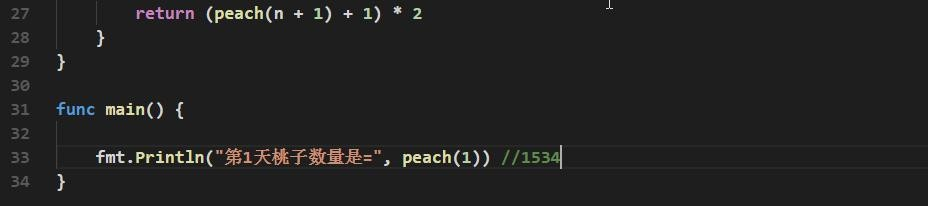 27 return (peach(n + 1) + 1) * 2
28 }
29 }
30
31 func main() {
32
33 fmt.Println("第1天桃子数量是=", peach(1)) //1534
34 }